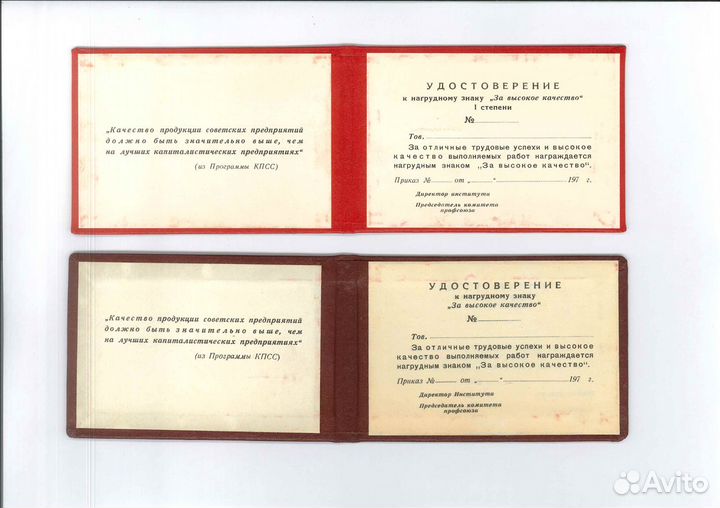 „Качество продукции советских предприятий
должно быть значительно выше, чем
на лучших капиталистических предприятиях“
(из Программы КПСС)
УДОСТОВЕРЕНИЕ
к нагрудному знаку „За высокое качество“
I степени
№
Тов.
За отличные трудовые успехи и высокое
качество выполняемых работ награждается
нагрудным знаком „За высокое качество“.
Приказ № от „ “ 197 г.
Директор института
Председатель комитета
профсоюза
„Качество продукции советских предприятий
должно быть значительно выше, чем
на лучших капиталистических предприятиях“
(из Программы КПСС)
УДОСТОВЕРЕНИЕ
к нагрудному знаку
„За высокое качество“
№
Тов.
За отличные трудовые успехи и высокое
качество выполняемых работ награждается
нагрудным знаком „За высокое качество“.
Приказ № от „ “ 197 г.
Директор Института
Председатель комитета
профсоюза
Avito